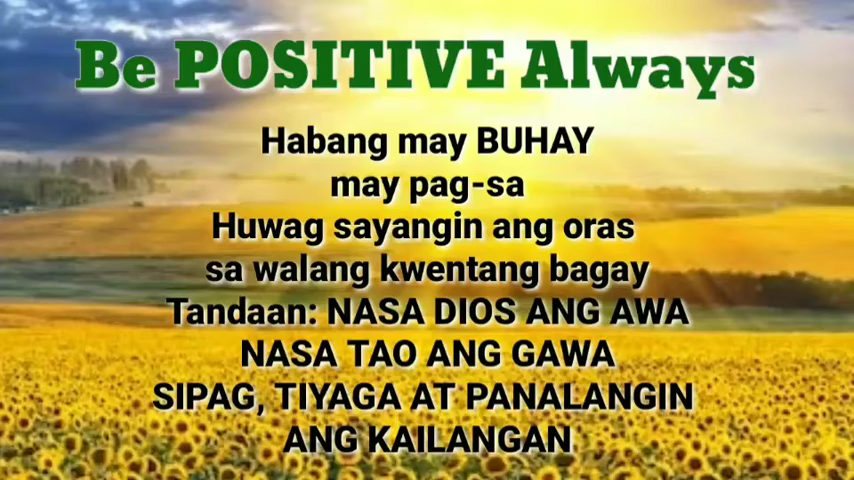 Be POSITIVE Always
Habang may BUHAY
may pag-sa
Huwag sayangin ang oras
sa walang kwentang bagay
Tandaan: NASA DIOS ANG AWA
NASA TAO ANG GAWA
SIPAG, TIYAGA AT PANALANGIN
ANG KAILANGAN